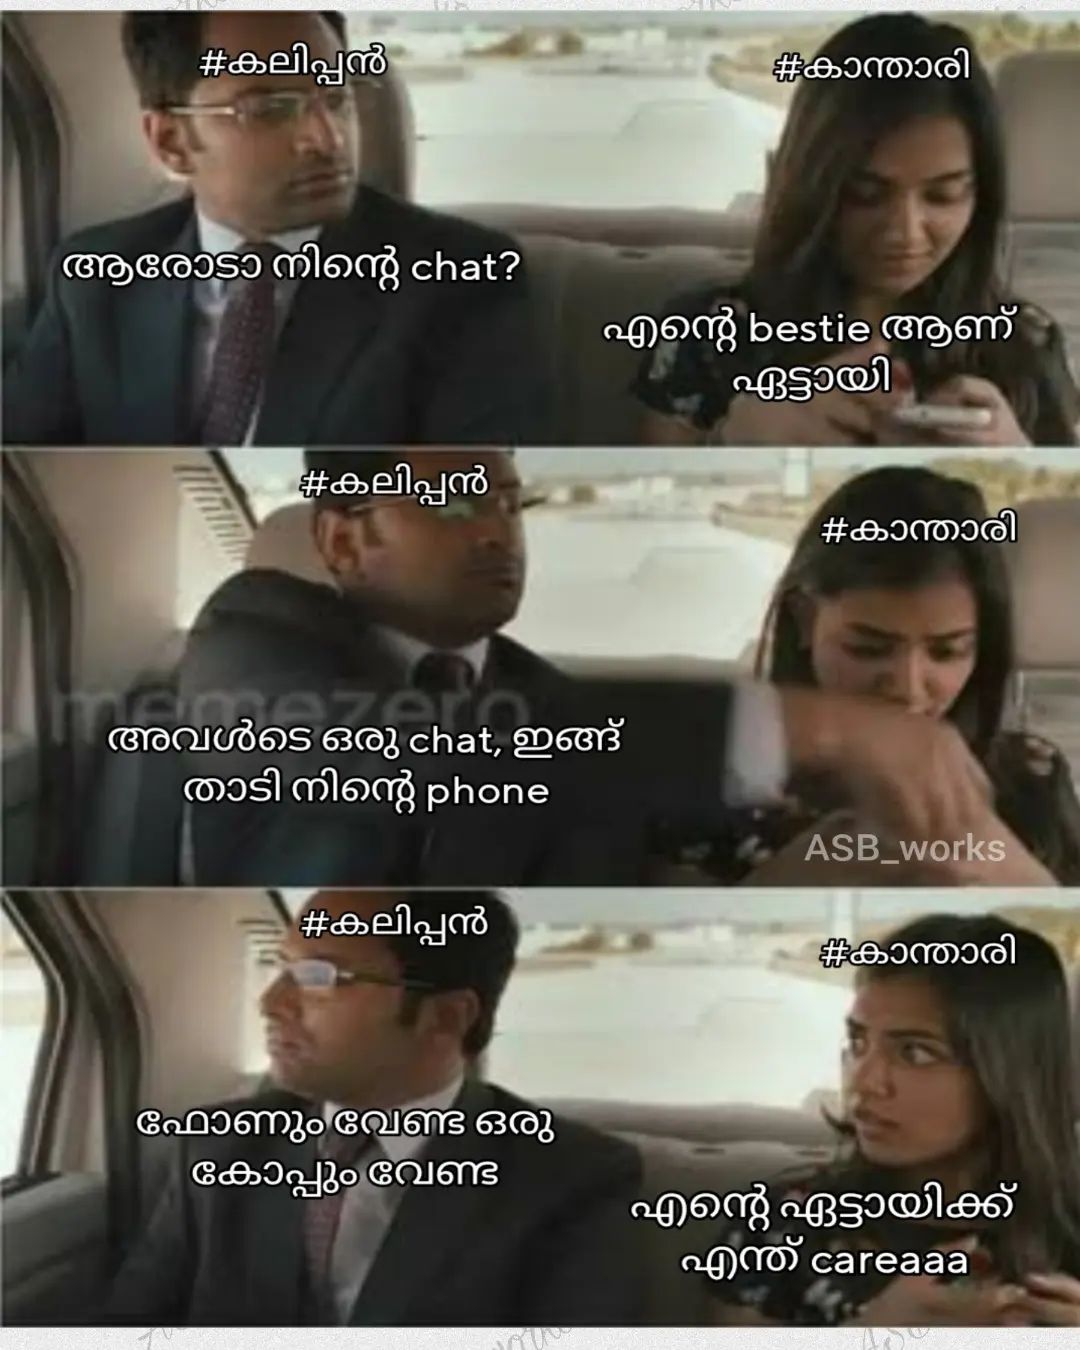 #കലിപ്പൻ
#കാന്താരി
ആരോടാ നിന്റെ chat?
എന്റെ bestie ആണ്
ഏട്ടായി
#കലിപ്പൻ
#കാന്താരി
memezero
അവൾടെ ഒരു chat, ഇങ്ങ്
താടി നിന്റെ phone
ASB_works
#കലിപ്പൻ
#കാന്താരി
ഫോണും വേണ്ട ഒരു
കോപ്പും വേണ്ട
എന്റെ ഏട്ടായിക്ക്
എന്ത് careaaa